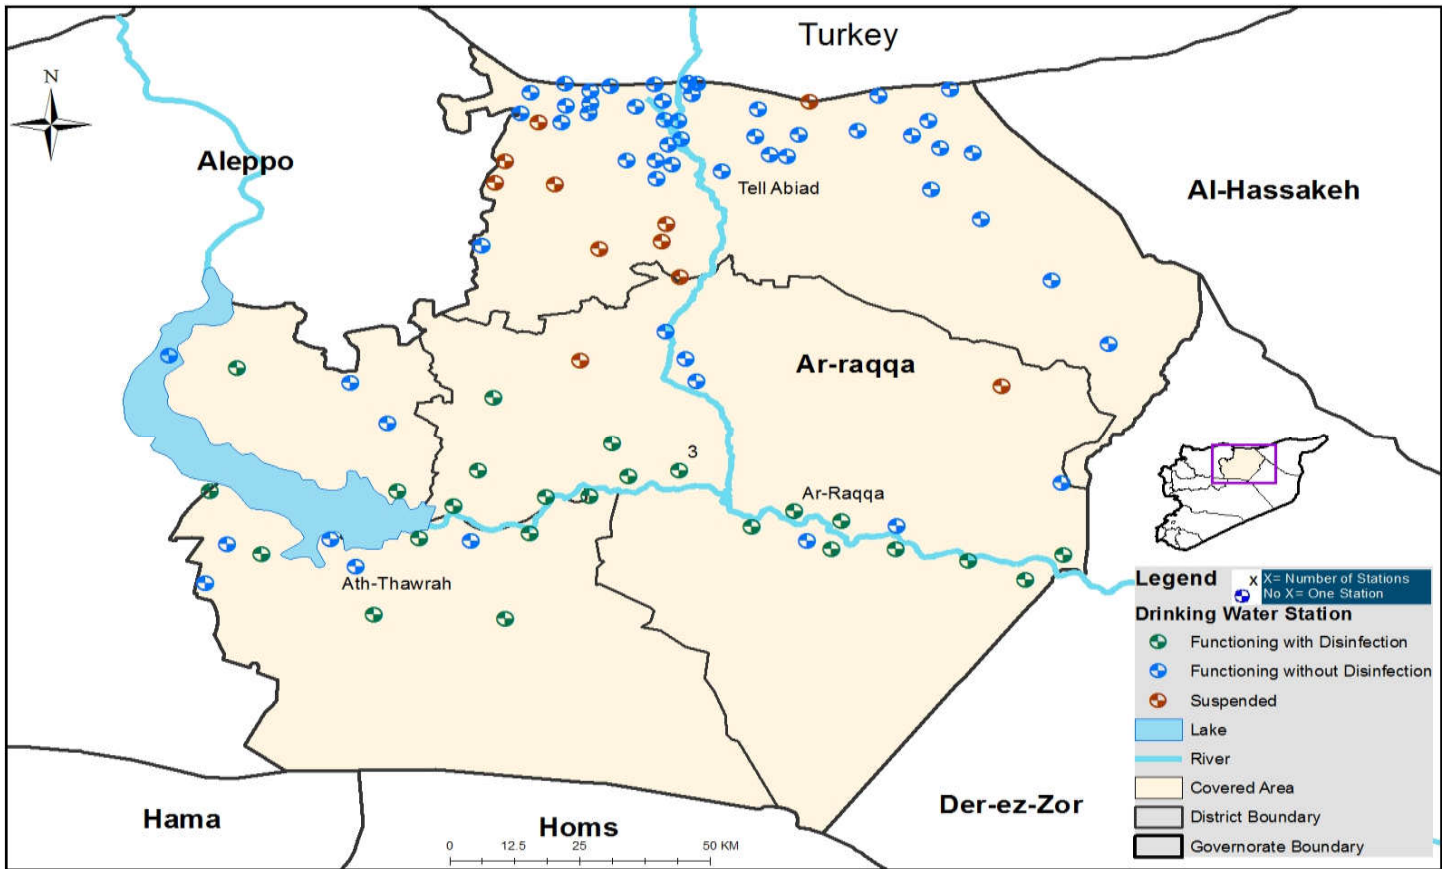 Turkey
N
Aleppo
Al-Hassakeh
Tell Abiad
Ar-raqqa
3
Ar-Raqqa
Ath-Thawrah
Legend
X
X= Number of Stations
No X= One Station
Drinking Water Station
Functioning with Disinfection
Functioning without Disinfection
Suspended
Lake
River
Covered Area
District Boundary
Governorate Boundary
Der-ez-Zor
Hama
Homs
0 12.5 25 50 KM